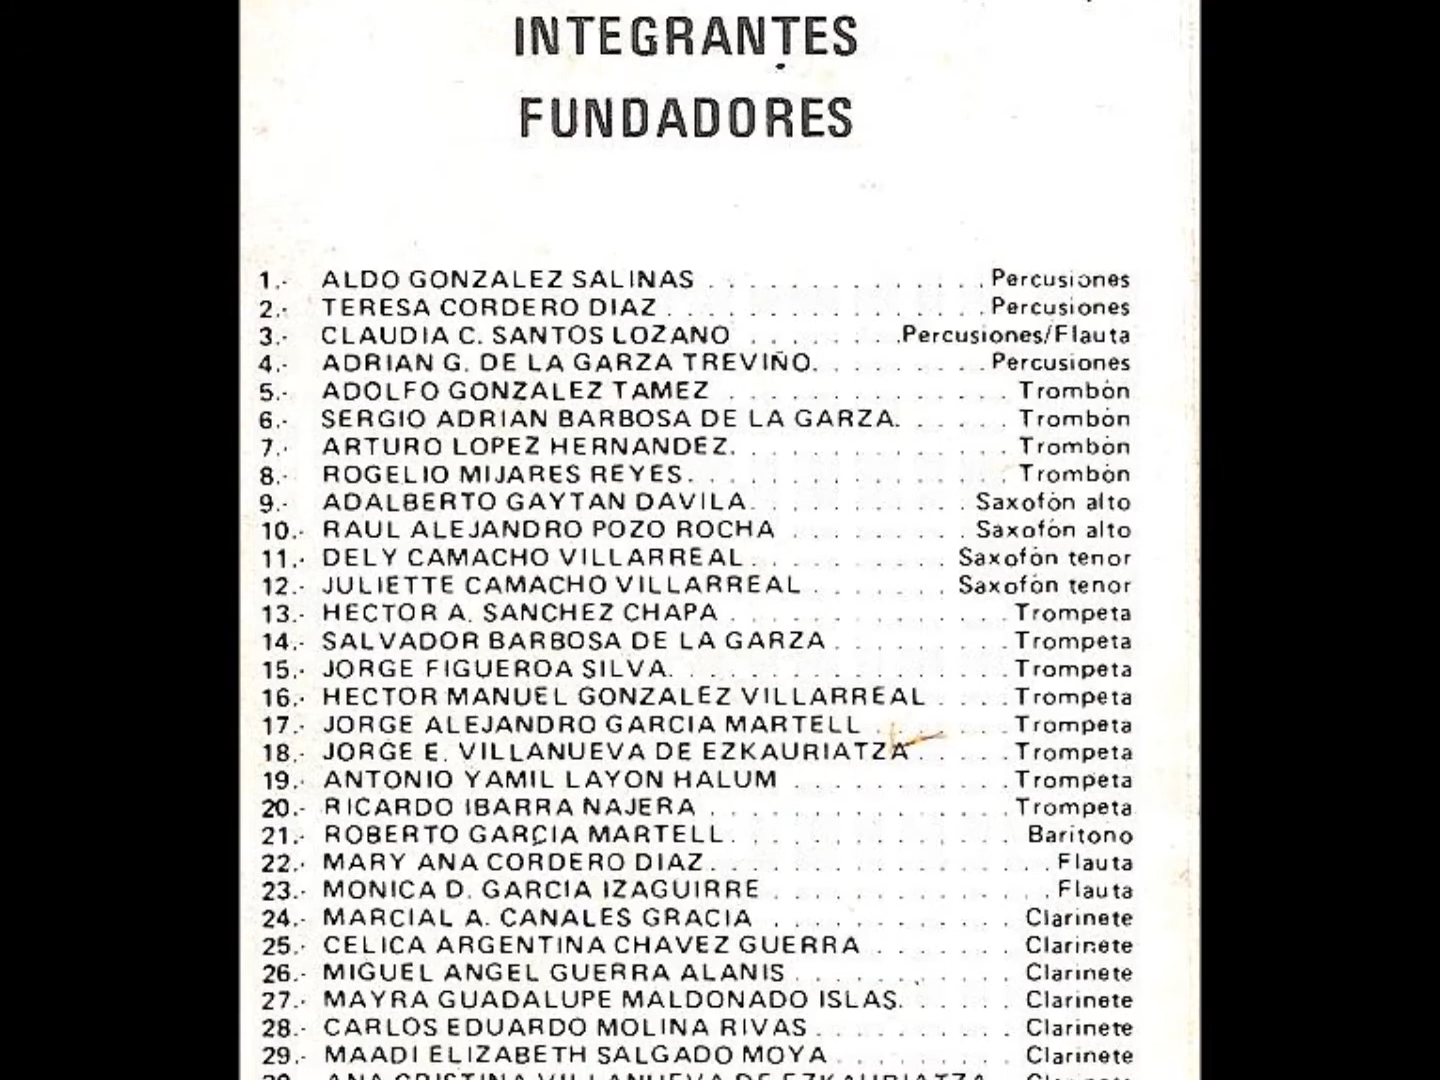 INTEGRANTES
FUNDADORES
1.- ALDO GONZALEZ SALINAS . . . . . . . . . . . . . . Percusiones
2.- TERESA CORDERO DIAZ . . . . . . . . . . . . . . . Percusiones
3.- CLAUDIA C. SANTOS LOZANO . . . . . . . .Percusiones/Flauta
4.- ADRIAN G. DE LA GARZA TREVIÑO. . . . . . . . . Percusiones
5.- ADOLFO GONZALEZ TAMEZ . . . . . . . . . . . . . Trombón
6.- SERGIO ADRIAN BARBOSA DE LA GARZA. . . . . . Trombón
7.- ARTURO LOPEZ HERNANDEZ. . . . . . . . . . . . . Trombón
8.- ROGELIO MIJARES REYES. . . . . . . . . . . . . . . Trombón
9.- ADALBERTO GAYTAN DAVILA. . . . . . . . . . . Saxofón alto
10.- RAUL ALEJANDRO POZO ROCHA . . . . . . . . . Saxofón alto
11.- DELY CAMACHO VILLARREAL. . . . . . . . . . Saxofón tenor
12.- JULIETTE CAMACHO VILLARREAL . . . . . . . Saxofón tenor
13.- HECTOR A. SANCHEZ CHAPA . . . . . . . . . . . . . Trompeta
14.- SALVADOR BARBOSA DE LA GARZA . . . . . . . . . Trompeta
15.- JORGE FIGUEROA SILVA. . . . . . . . . . . . . . . . Trompeta
16.- HECTOR MANUEL GONZALEZ VILLARREAL . . . . Trompeta
17.- JORGE ALEJANDRO GARCIA MARTELL . . . . . . . Trompeta
18.- JORGE E. VILLANUEVA DE EZKAURIATZA . . . . . Trompeta
19.- ANTONIO YAMIL LAYON HALUM . . . . . . . . . . Trompeta
20.- RICARDO IBARRA NAJERA . . . . . . . . . . . . . . Trompeta
21.- ROBERTO GARCIA MARTELL. . . . . . . . . . . . . . Baritono
22.- MARY ANA CORDERO DIAZ. . . . . . . . . . . . . . . . Flauta
23.- MONICA D. GARCIA IZAGUIRRE . . . . . . . . . . . . . Flauta
24.- MARCIAL A. CANALES GRACIA . . . . . . . . . . . Clarinete
25.- CELICA ARGENTINA CHAVEZ GUERRA . . . . . . . Clarinete
26.- MIGUEL ANGEL GUERRA ALANIS . . . . . . . . . . Clarinete
27.- MAYRA GUADALUPE MALDONADO ISLAS. . . . . . Clarinete
28.- CARLOS EDUARDO MOLINA RIVAS . . . . . . . . . Clarinete
29.- MAADI ELIZABETH SALGADO MOYA . . . . . . . . Clarinete
ANA CRISTINA VILLANUEVA DE EZKAURIATZA